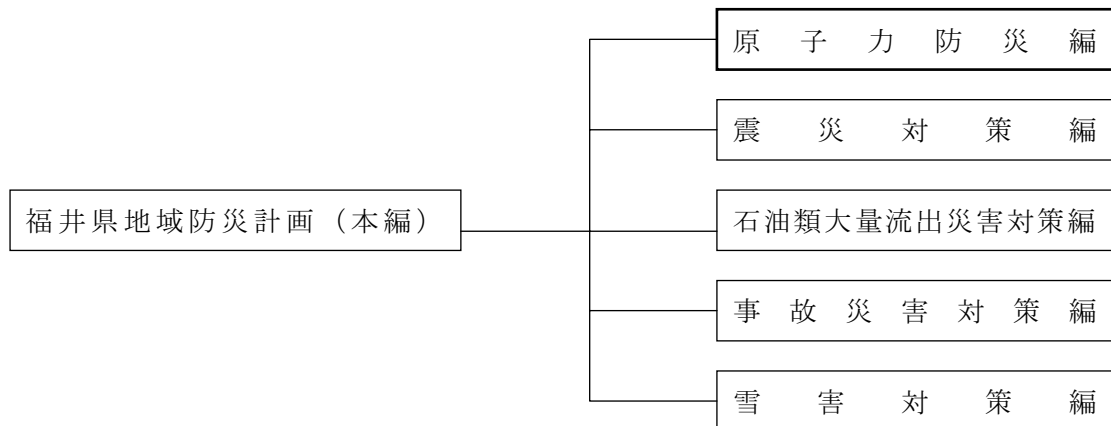 原子力防災編
震災対策編
福井県地域防災計画（本編）
石油類大量流出災害対策編
事故災害対策編
雪害対策編